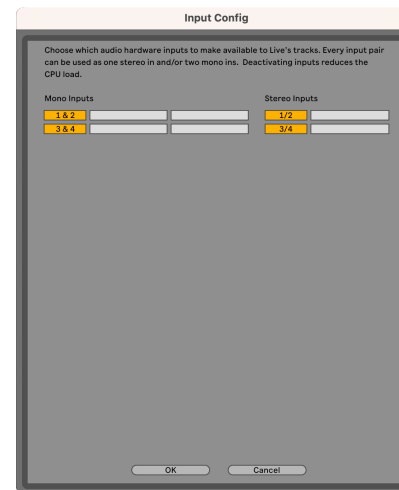 Input Config
Choose which audio hardware inputs to make available to Live's tracks. Every input pair
can be used as one stereo in and/or two mono ins. Deactivating inputs reduces the
CPU load.
Mono Inputs Stereo Inputs
1 & 2 1/2
3 & 4 3/4
OK Cancel